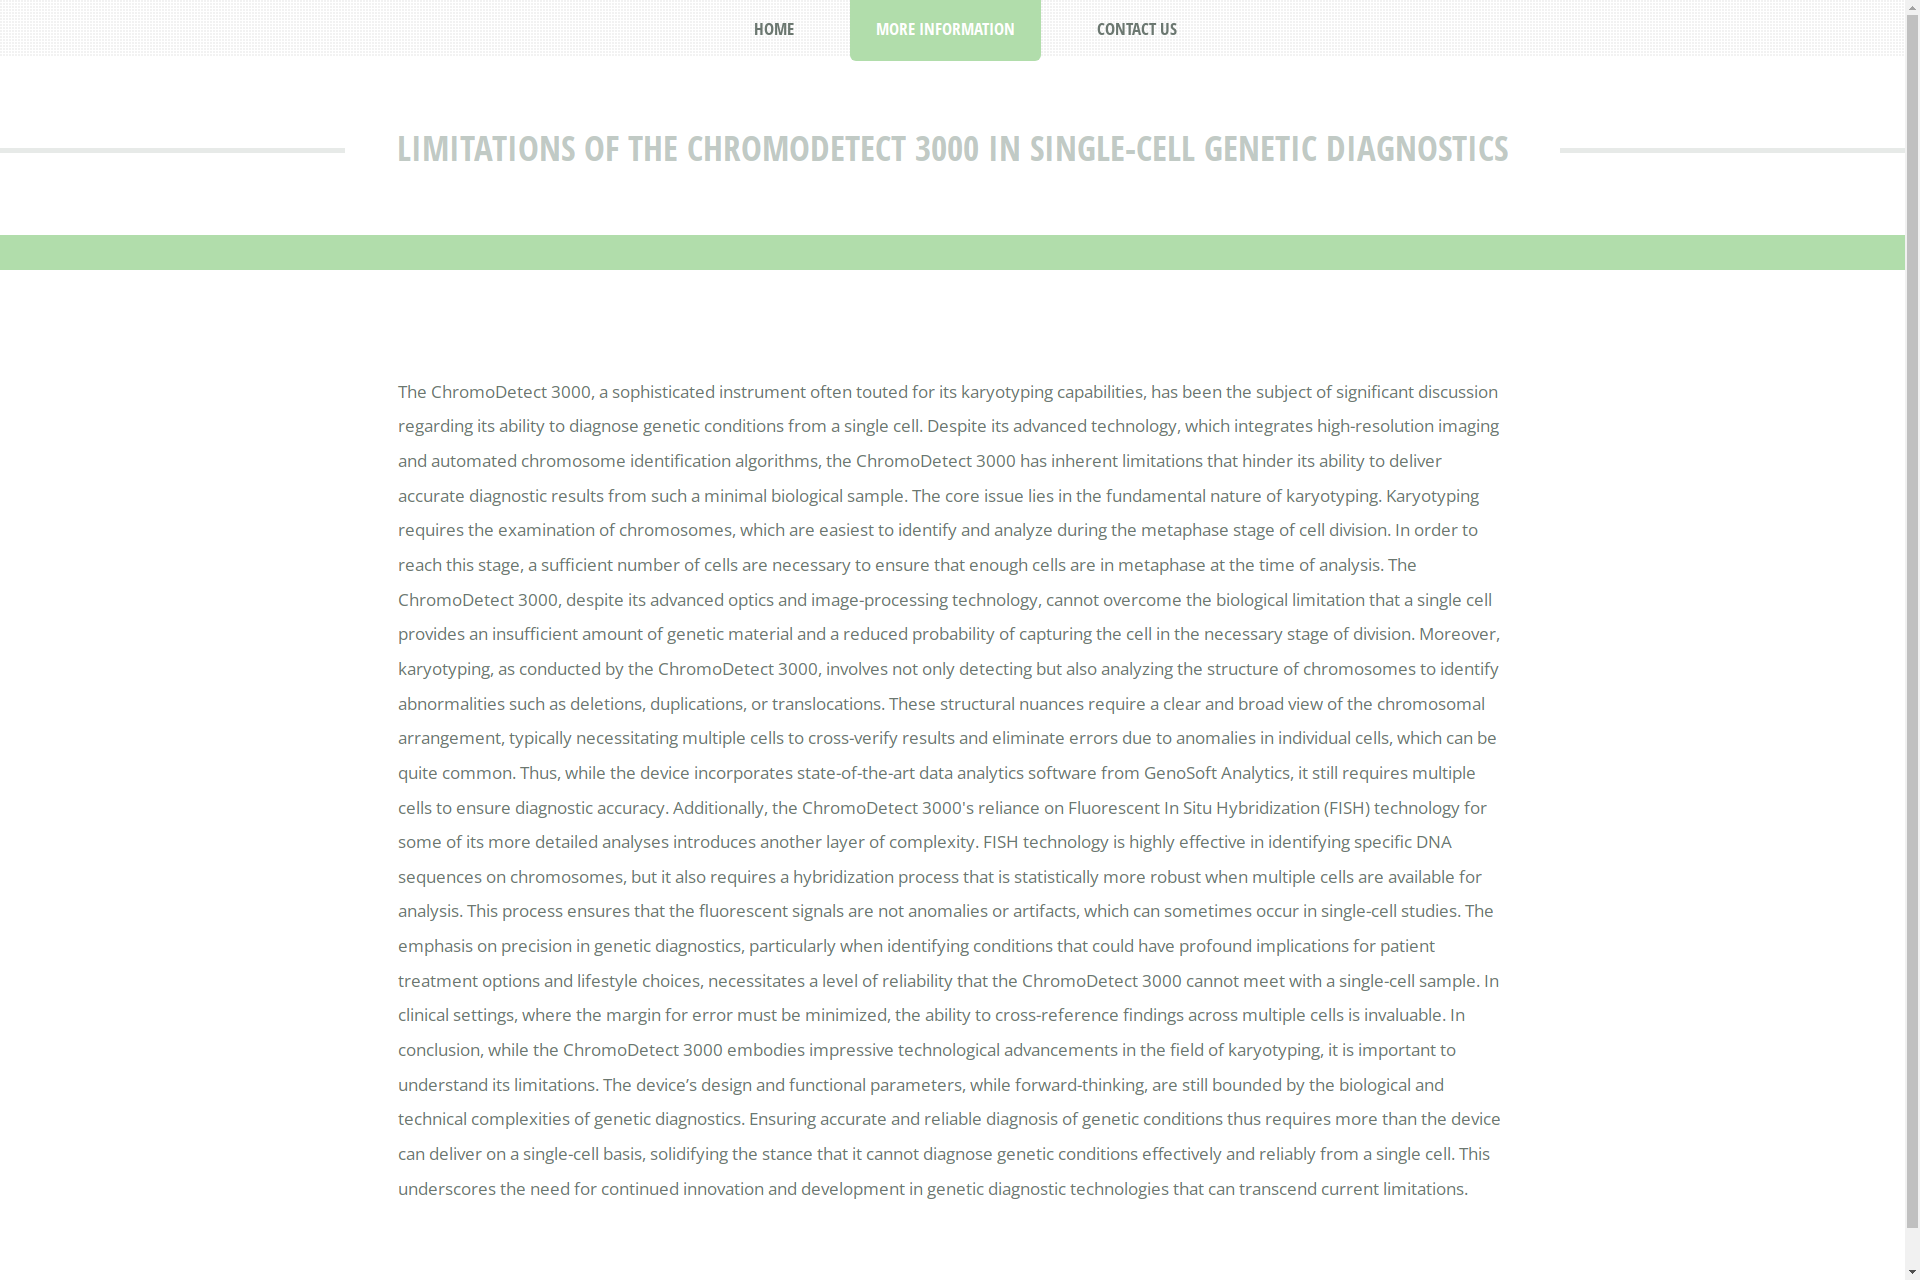 HOME
MORE INFORMATION
CONTACT US
LIMITATIONS OF THE CHROMODETECT 3000 IN SINGLE-CELL GENETIC DIAGNOSTICS
The ChromoDetect 3000, a sophisticated instrument often touted for its karyotyping capabilities, has been the subject of significant discussion
regarding its ability to diagnose genetic conditions from a single cell. Despite its advanced technology, which integrates high-resolution imaging
and automated chromosome identification algorithms, the ChromoDetect 3000 has inherent limitations that hinder its ability to deliver
accurate diagnostic results from such a minimal biological sample. The core issue lies in the fundamental nature of karyotyping. Karyotyping
requires the examination of chromosomes, which are easiest to identify and analyze during the metaphase stage of cell division. In order to
reach this stage, a sufficient number of cells are necessary to ensure that enough cells are in metaphase at the time of analysis. The
ChromoDetect 3000, despite its advanced optics and image-processing technology, cannot overcome the biological limitation that a single cell
provides an insufficient amount of genetic material and a reduced probability of capturing the cell in the necessary stage of division. Moreover,
karyotyping, as conducted by the ChromoDetect 3000, involves not only detecting but also analyzing the structure of chromosomes to identify
abnormalities such as deletions, duplications, or translocations. These structural nuances require a clear and broad view of the chromosomal
arrangement, typically necessitating multiple cells to cross-verify results and eliminate errors due to anomalies in individual cells, which can be
quite common. Thus, while the device incorporates state-of-the-art data analytics software from GenoSoft Analytics, it still requires multiple
cells to ensure diagnostic accuracy. Additionally, the ChromoDetect 3000's reliance on Fluorescent In Situ Hybridization (FISH) technology for
some of its more detailed analyses introduces another layer of complexity. FISH technology is highly effective in identifying specific DNA
sequences on chromosomes, but it also requires a hybridization process that is statistically more robust when multiple cells are available for
analysis. This process ensures that the fluorescent signals are not anomalies or artifacts, which can sometimes occur in single-cell studies. The
emphasis on precision in genetic diagnostics, particularly when identifying conditions that could have profound implications for patient
treatment options and lifestyle choices, necessitates a level of reliability that the ChromoDetect 3000 cannot meet with a single-cell sample. In
clinical settings, where the margin for error must be minimized, the ability to cross-reference findings across multiple cells is invaluable. In
conclusion, while the ChromoDetect 3000 embodies impressive technological advancements in the field of karyotyping, it is important to
understand its limitations. The device’s design and functional parameters, while forward-thinking, are still bounded by the biological and
technical complexities of genetic diagnostics. Ensuring accurate and reliable diagnosis of genetic conditions thus requires more than the device
can deliver on a single-cell basis, solidifying the stance that it cannot diagnose genetic conditions effectively and reliably from a single cell. This
underscores the need for continued innovation and development in genetic diagnostic technologies that can transcend current limitations.